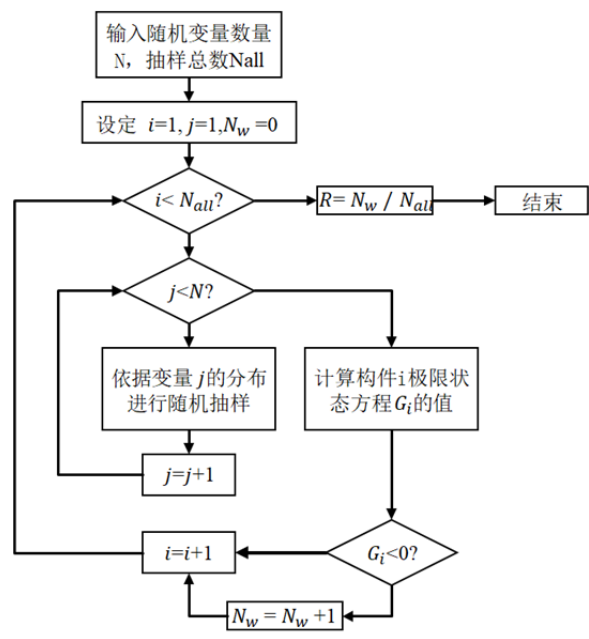 输入随机变量数量
N，抽样总数Nall
设定 i=1, j=1,N_w =0
i< N_all?
R= N_w / N_all
结束
j<N?
依据变量 j的分布
进行随机抽样
计算构件i极限状
态方程G_i的值
j=j+1
i=i+1
G_i<0?
N_w = N_w +1